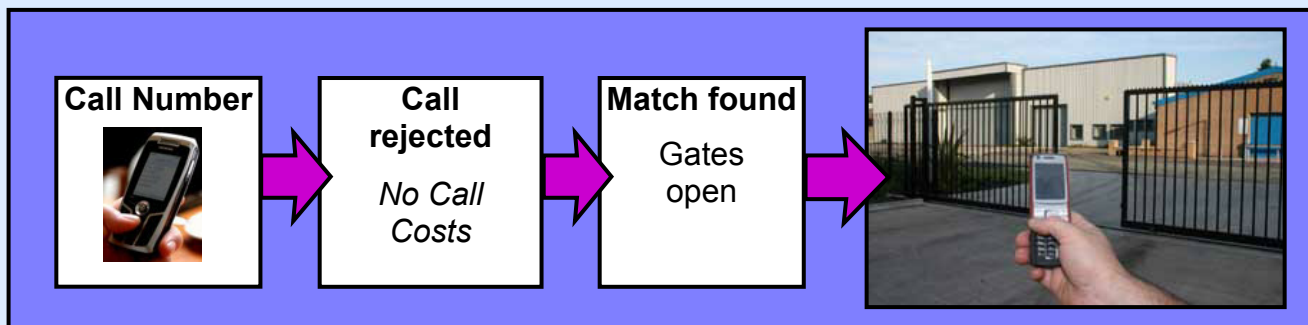 Call Number
Call
rejected
No Call
Costs
Match found
Gates
open